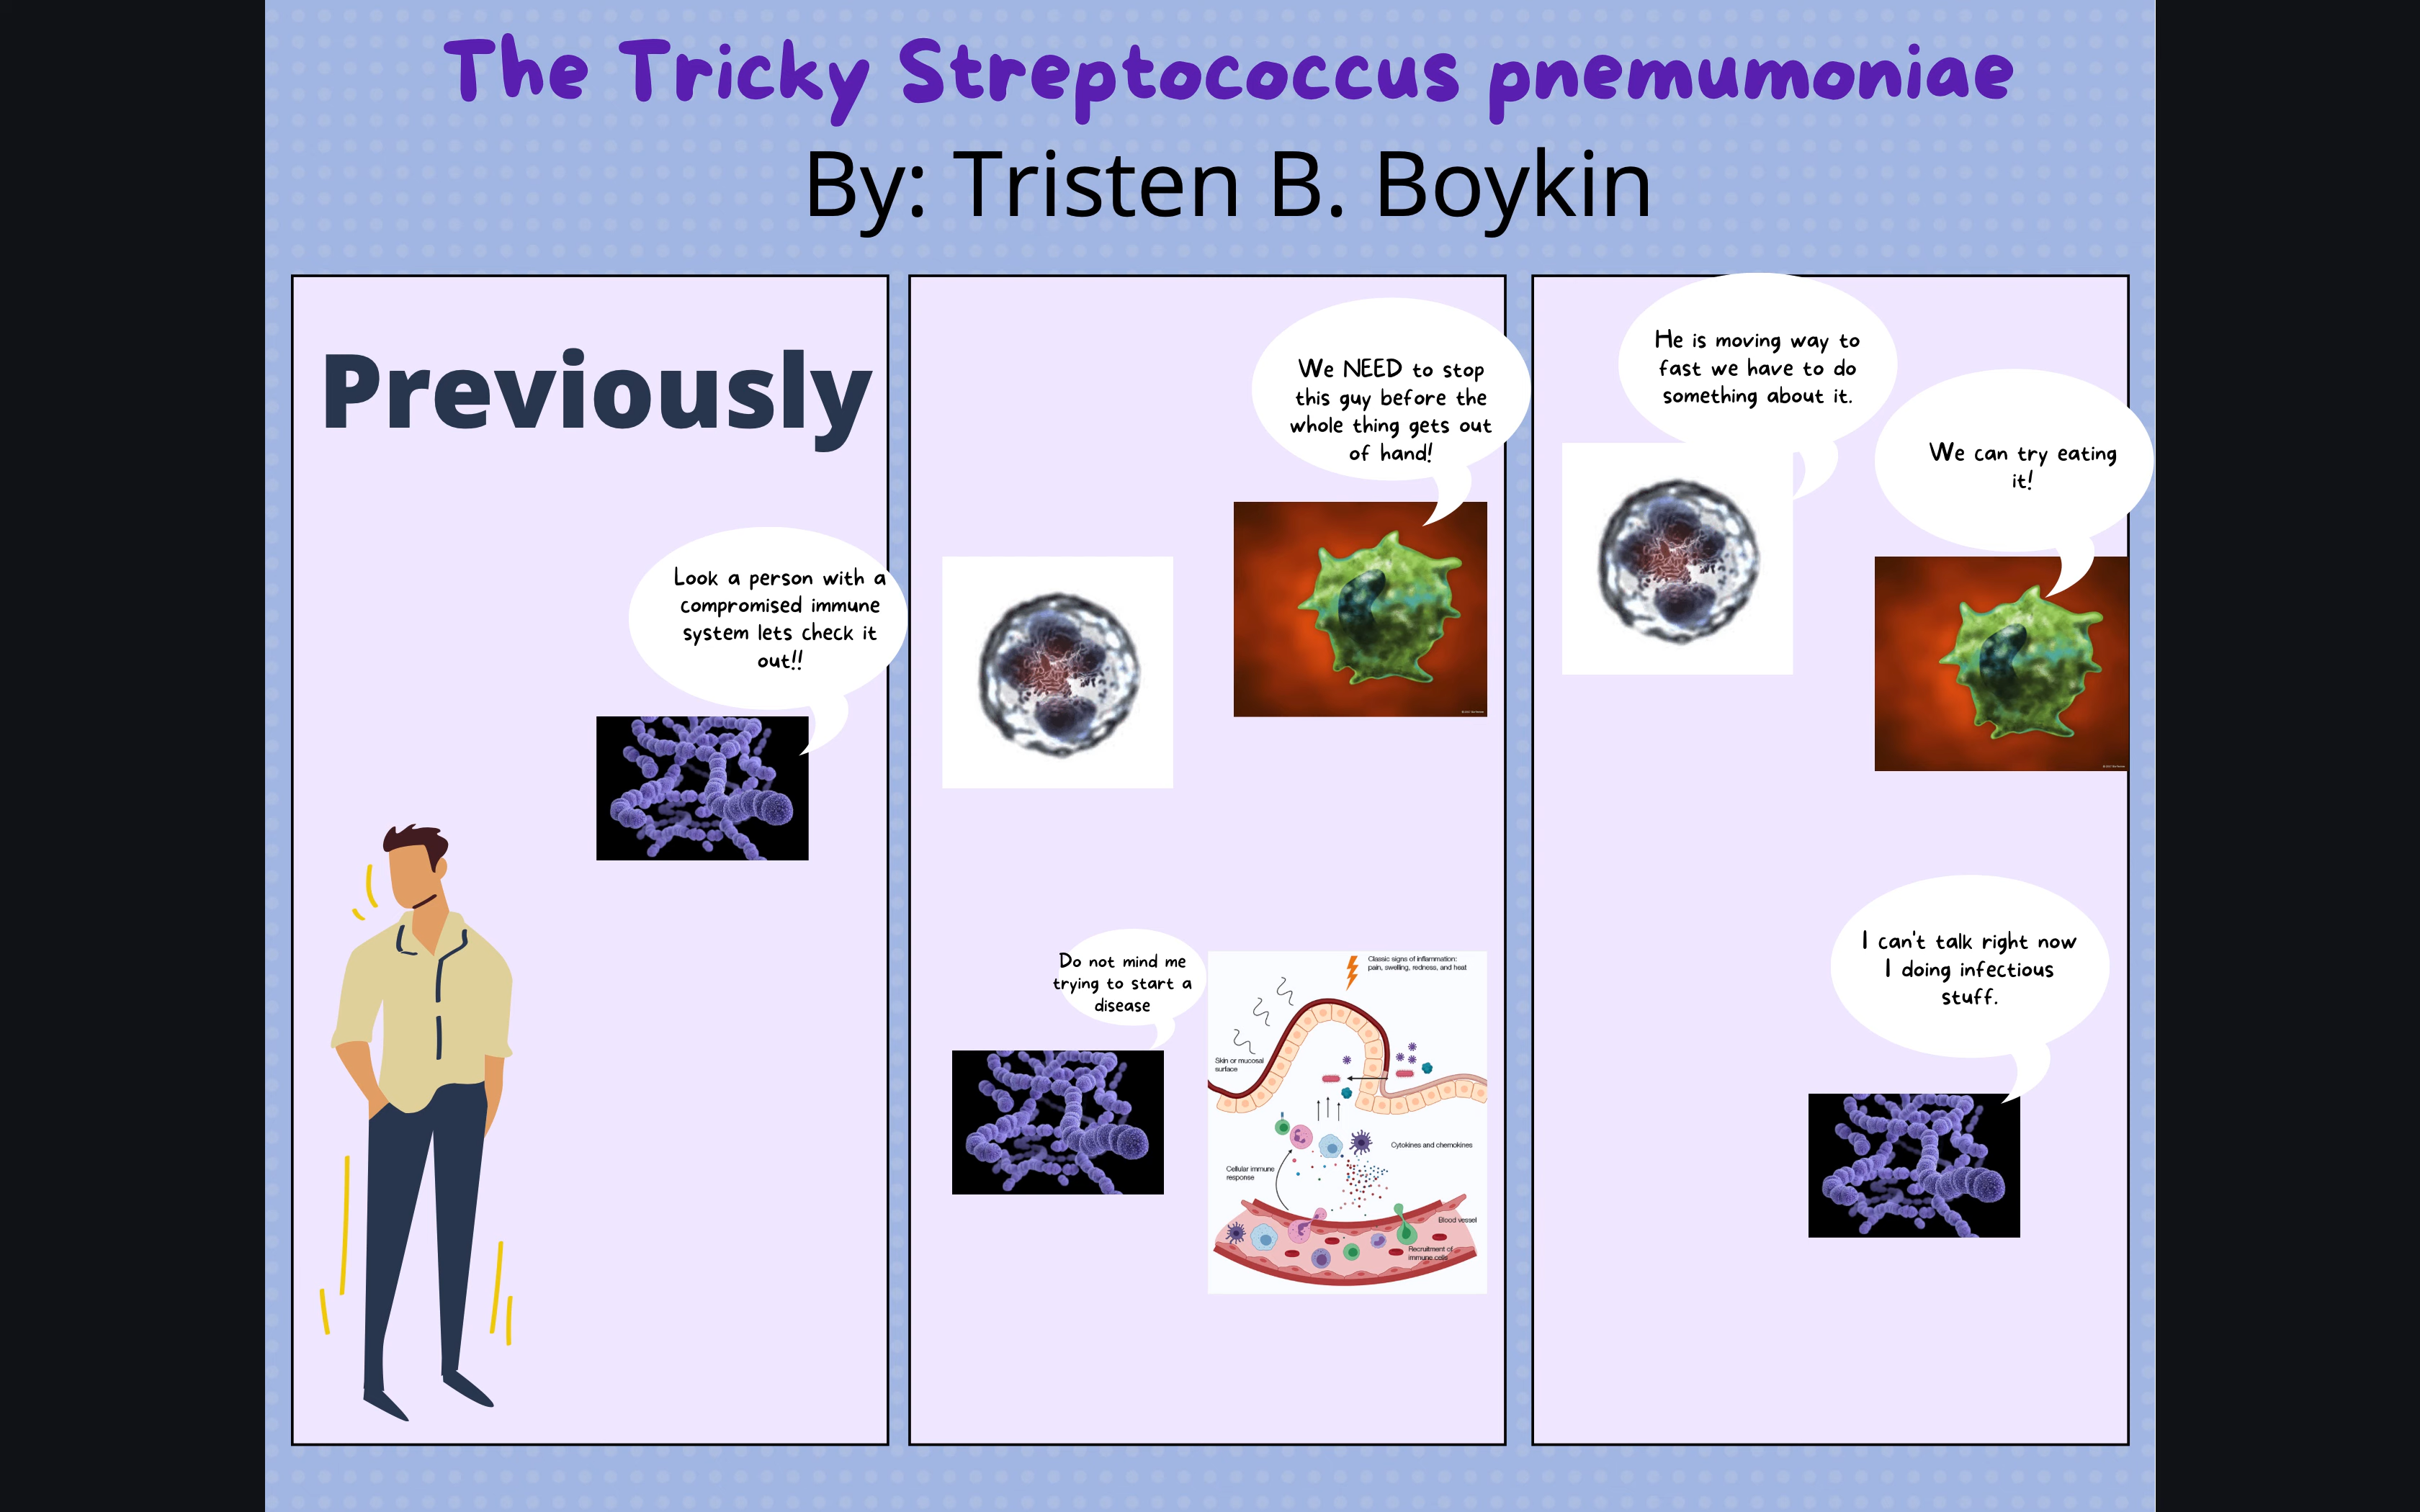 The Tricky Streptococcus pnemumoniae
By: Tristen B. Boykin
Previously
Look a person with a
compromised immune
system lets check it
out!!
We NEED to stop
this guy before the
whole thing gets out
of hand!
Do not mind me
trying to start a
disease
Classic signs of inflammation:
pain, swelling, redness, and heat
Skin or mucosal
surface
Cytokines and chemokines
Cellular immune
response
Blood vessel
Recruitment of
immune cells
He is moving way to
fast we have to do
something about it.
We can try eating
it!
I can't talk right now
I doing infectious
stuff.